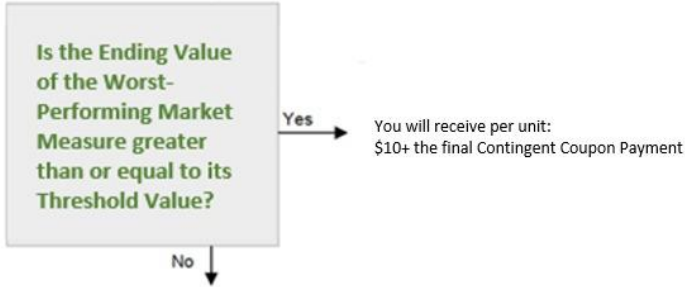 Is the Ending Value
of the Worst-
Performing Market
Measure greater
than or equal to its
Threshold Value?
Yes
You will receive per unit:
$10+ the final Contingent Coupon Payment
No